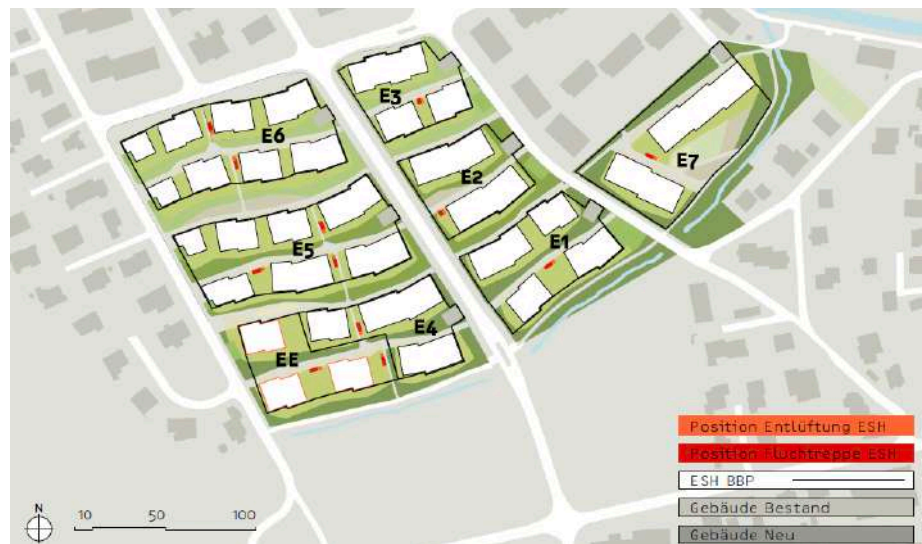 E3
E6
E7
E2
E1
E5
E4
EE
Position Entlüftung ESH
Position Fluchtreppe ESH
ESH BBP
Gebäude Bestand
Gebäude Neu
N
10 50 100